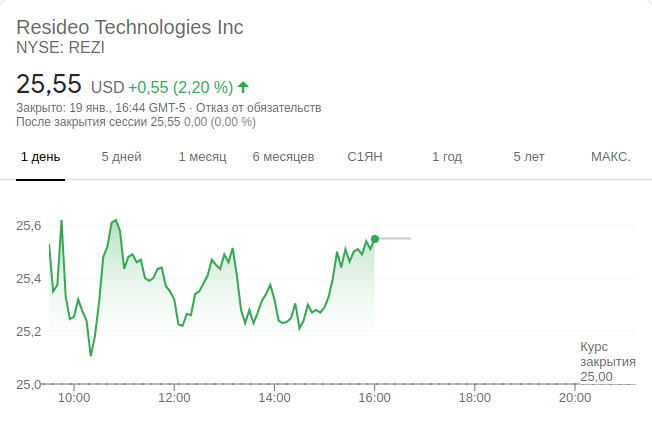 Resideo Technologies Inc
NYSE: REZI
25,55 USD +0,55 (2,20 %)
Закрыто: 19 янв., 16:44 GMT-5 · Отказ от обязательств
После закрытия сессии 25,55 0,00 (0,00 %)
1 день 5 дней 1 месяц 6 месяцев С1ЯН 1 год 5 лет МАКС.
25,6
25,4
25,2
25,0
Курс
закрытия
25,00
10:00 12:00 14:00 16:00 18:00 20:00